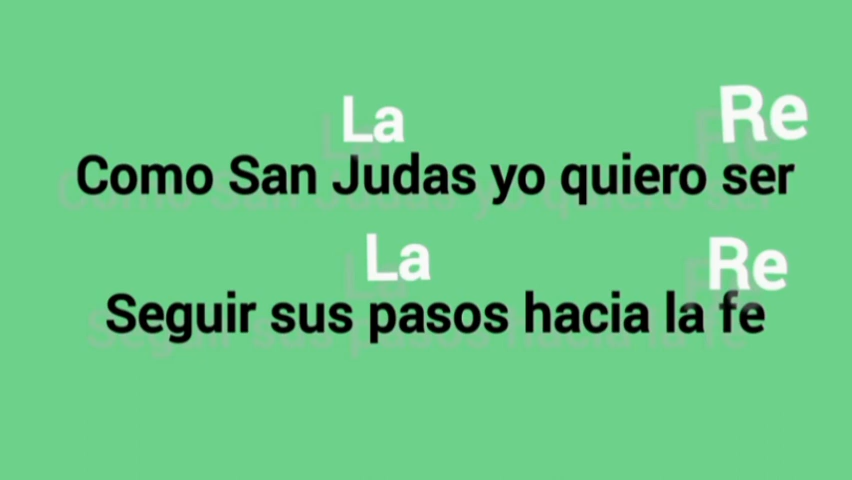 La Re
Como San Judas yo quiero ser
La Re
Seguir sus pasos hacia la fe